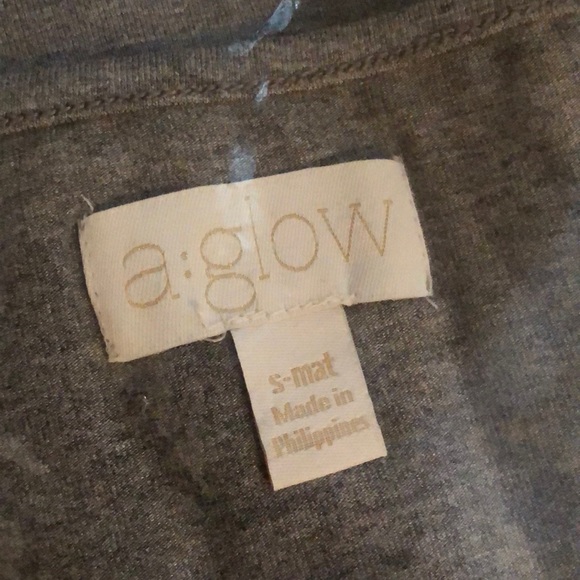 a:glow
s-mat
Made in
Philippines